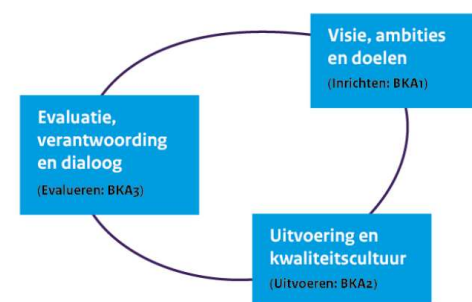 Visie, ambities
en doelen
(Inrichten: BKA1)
Evaluatie,
verantwoording
en dialoog
(Evalueren: BKA3)
Uitvoering en
kwaliteitscultuur
(Uitvoeren: BKA2)